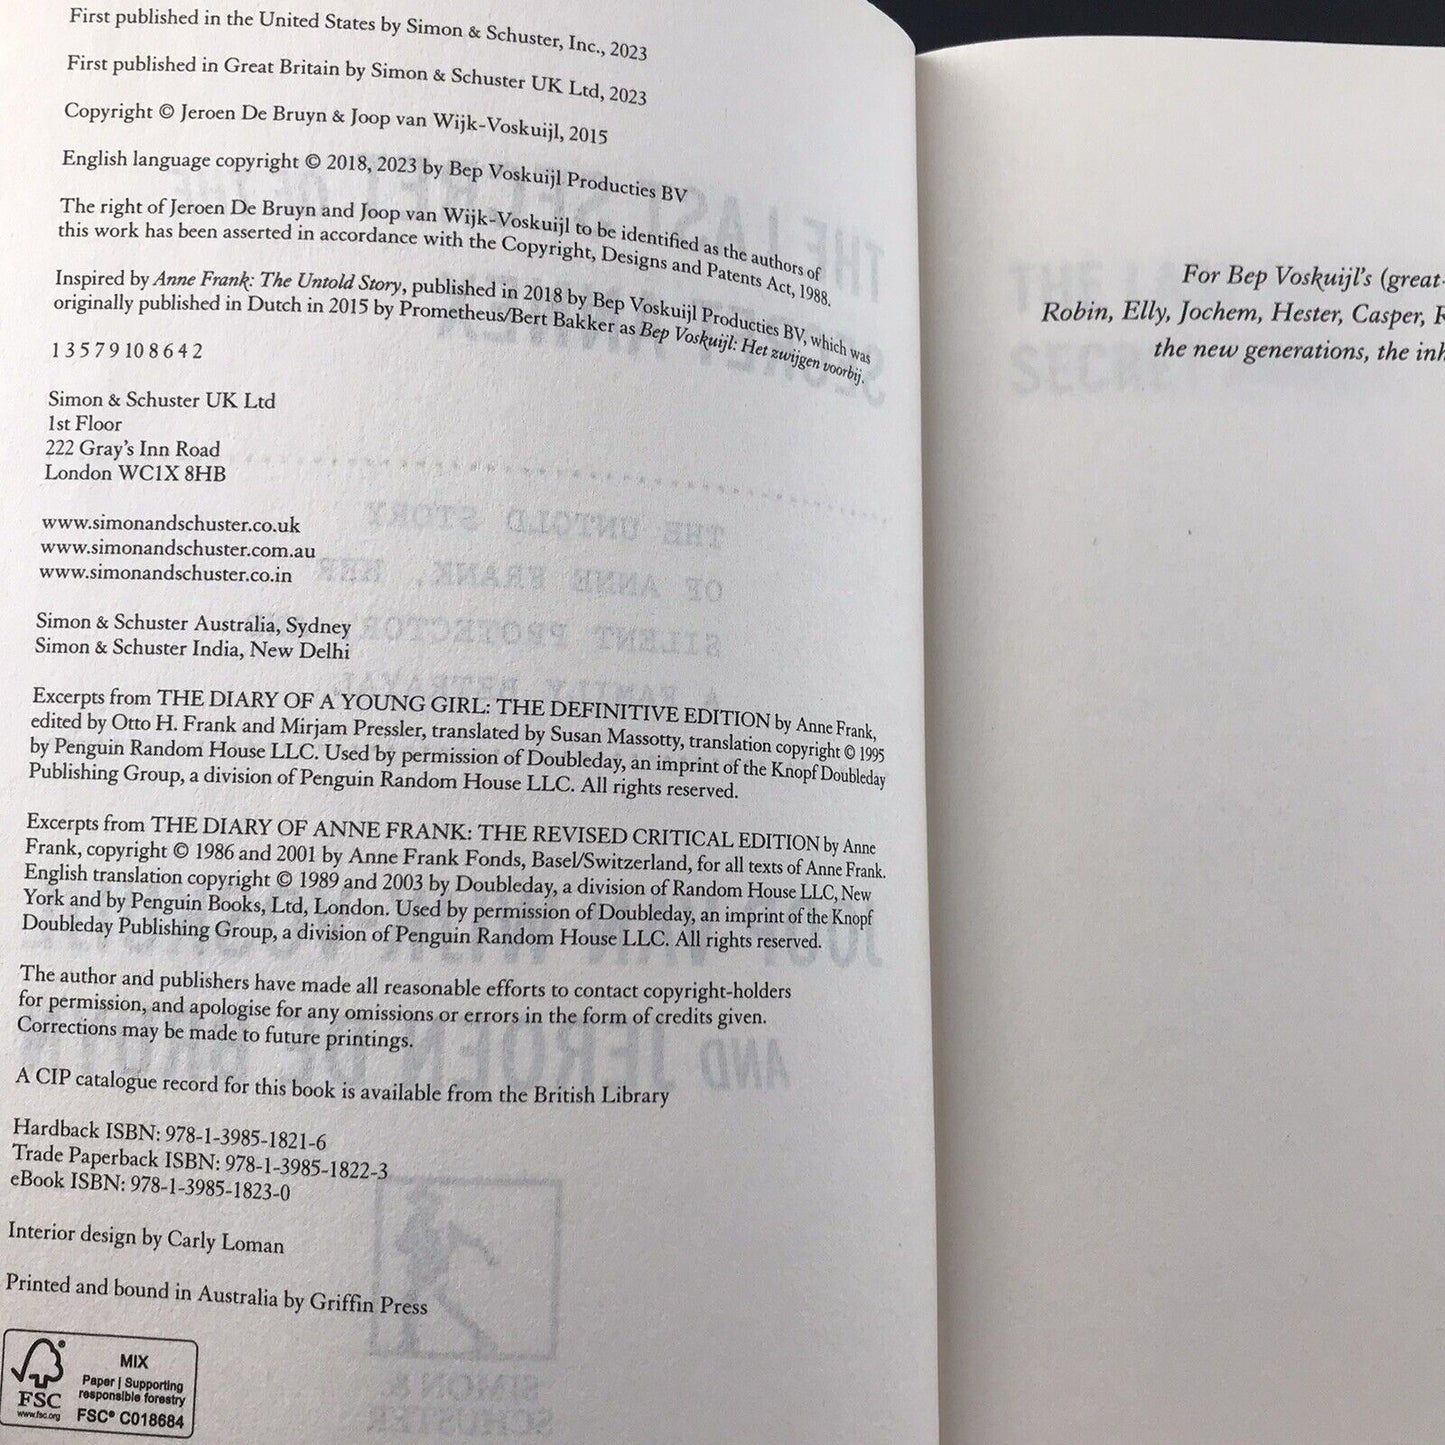 First published in the United States by Simon & Schuster, Inc., 2023
First published in Great Britain by Simon & Schuster UK Ltd, 2023
Copyright © Jeroen De Bruyn & Joop van Wijk-Voskuijl, 2015
English language copyright © 2018, 2023 by Bep Voskuijl Producties BV
The right of Jeroen De Bruyn and Joop van Wijk-Voskuijl to be identified as the authors of
this work has been asserted in accordance with the Copyright, Designs and Patents Act, 1988.
Inspired by Anne Frank: The Untold Story, published in 2018 by Bep Voskuijl Producties BV, which was
originally published in Dutch in 2015 by Prometheus/Bert Bakker as Bep Voskuijl: Het zwijgen voorbij.
1 3 5 7 9 10 8 6 4 2
Simon & Schuster UK Ltd
1st Floor
222 Gray's Inn Road
London WC1X 8HB
www.simonandschuster.co.uk
www.simonandschuster.com.au
www.simonandschuster.co.in
Simon & Schuster Australia, Sydney
Simon & Schuster India, New Delhi
Excerpts from THE DIARY OF A YOUNG GIRL: THE DEFINITIVE EDITION by Anne Frank,
edited by Otto H. Frank and Mirjam Pressler, translated by Susan Massotty, translation copyright © 1995
by Penguin Random House LLC. Used by permission of Doubleday, an imprint of the Knopf Doubleday
Publishing Group, a division of Penguin Random House LLC. All rights reserved.
Excerpts from THE DIARY OF ANNE FRANK: THE REVISED CRITICAL EDITION by Anne
Frank, copyright © 1986 and 2001 by Anne Frank Fonds, Basel/Switzerland, for all texts of Anne Frank.
English translation copyright © 1989 and 2003 by Doubleday, a division of Random House LLC, New
York and by Penguin Books, Ltd, London. Used by permission of Doubleday, an imprint of the Knopf
Doubleday Publishing Group, a division of Penguin Random House LLC. All rights reserved.
The author and publishers have made all reasonable efforts to contact copyright-holders
for permission, and apologise for any omissions or errors in the form of credits given.
Corrections may be made to future printings.
A CIP catalogue record for this book is available from the British Library
Hardback ISBN: 978-1-3985-1821-6
Trade Paperback ISBN: 978-1-3985-1822-3
eBook ISBN: 978-1-3985-1823-0
Interior design by Carly Loman
Printed and bound in Australia by Griffin Press
FSC
www.fsc.org
MIX
Paper | Supporting
responsible forestry
FSC® C018684
For Bep Voskuijl's (great-
Robin, Elly, Jochem, Hester, Casper,
the new generations, the